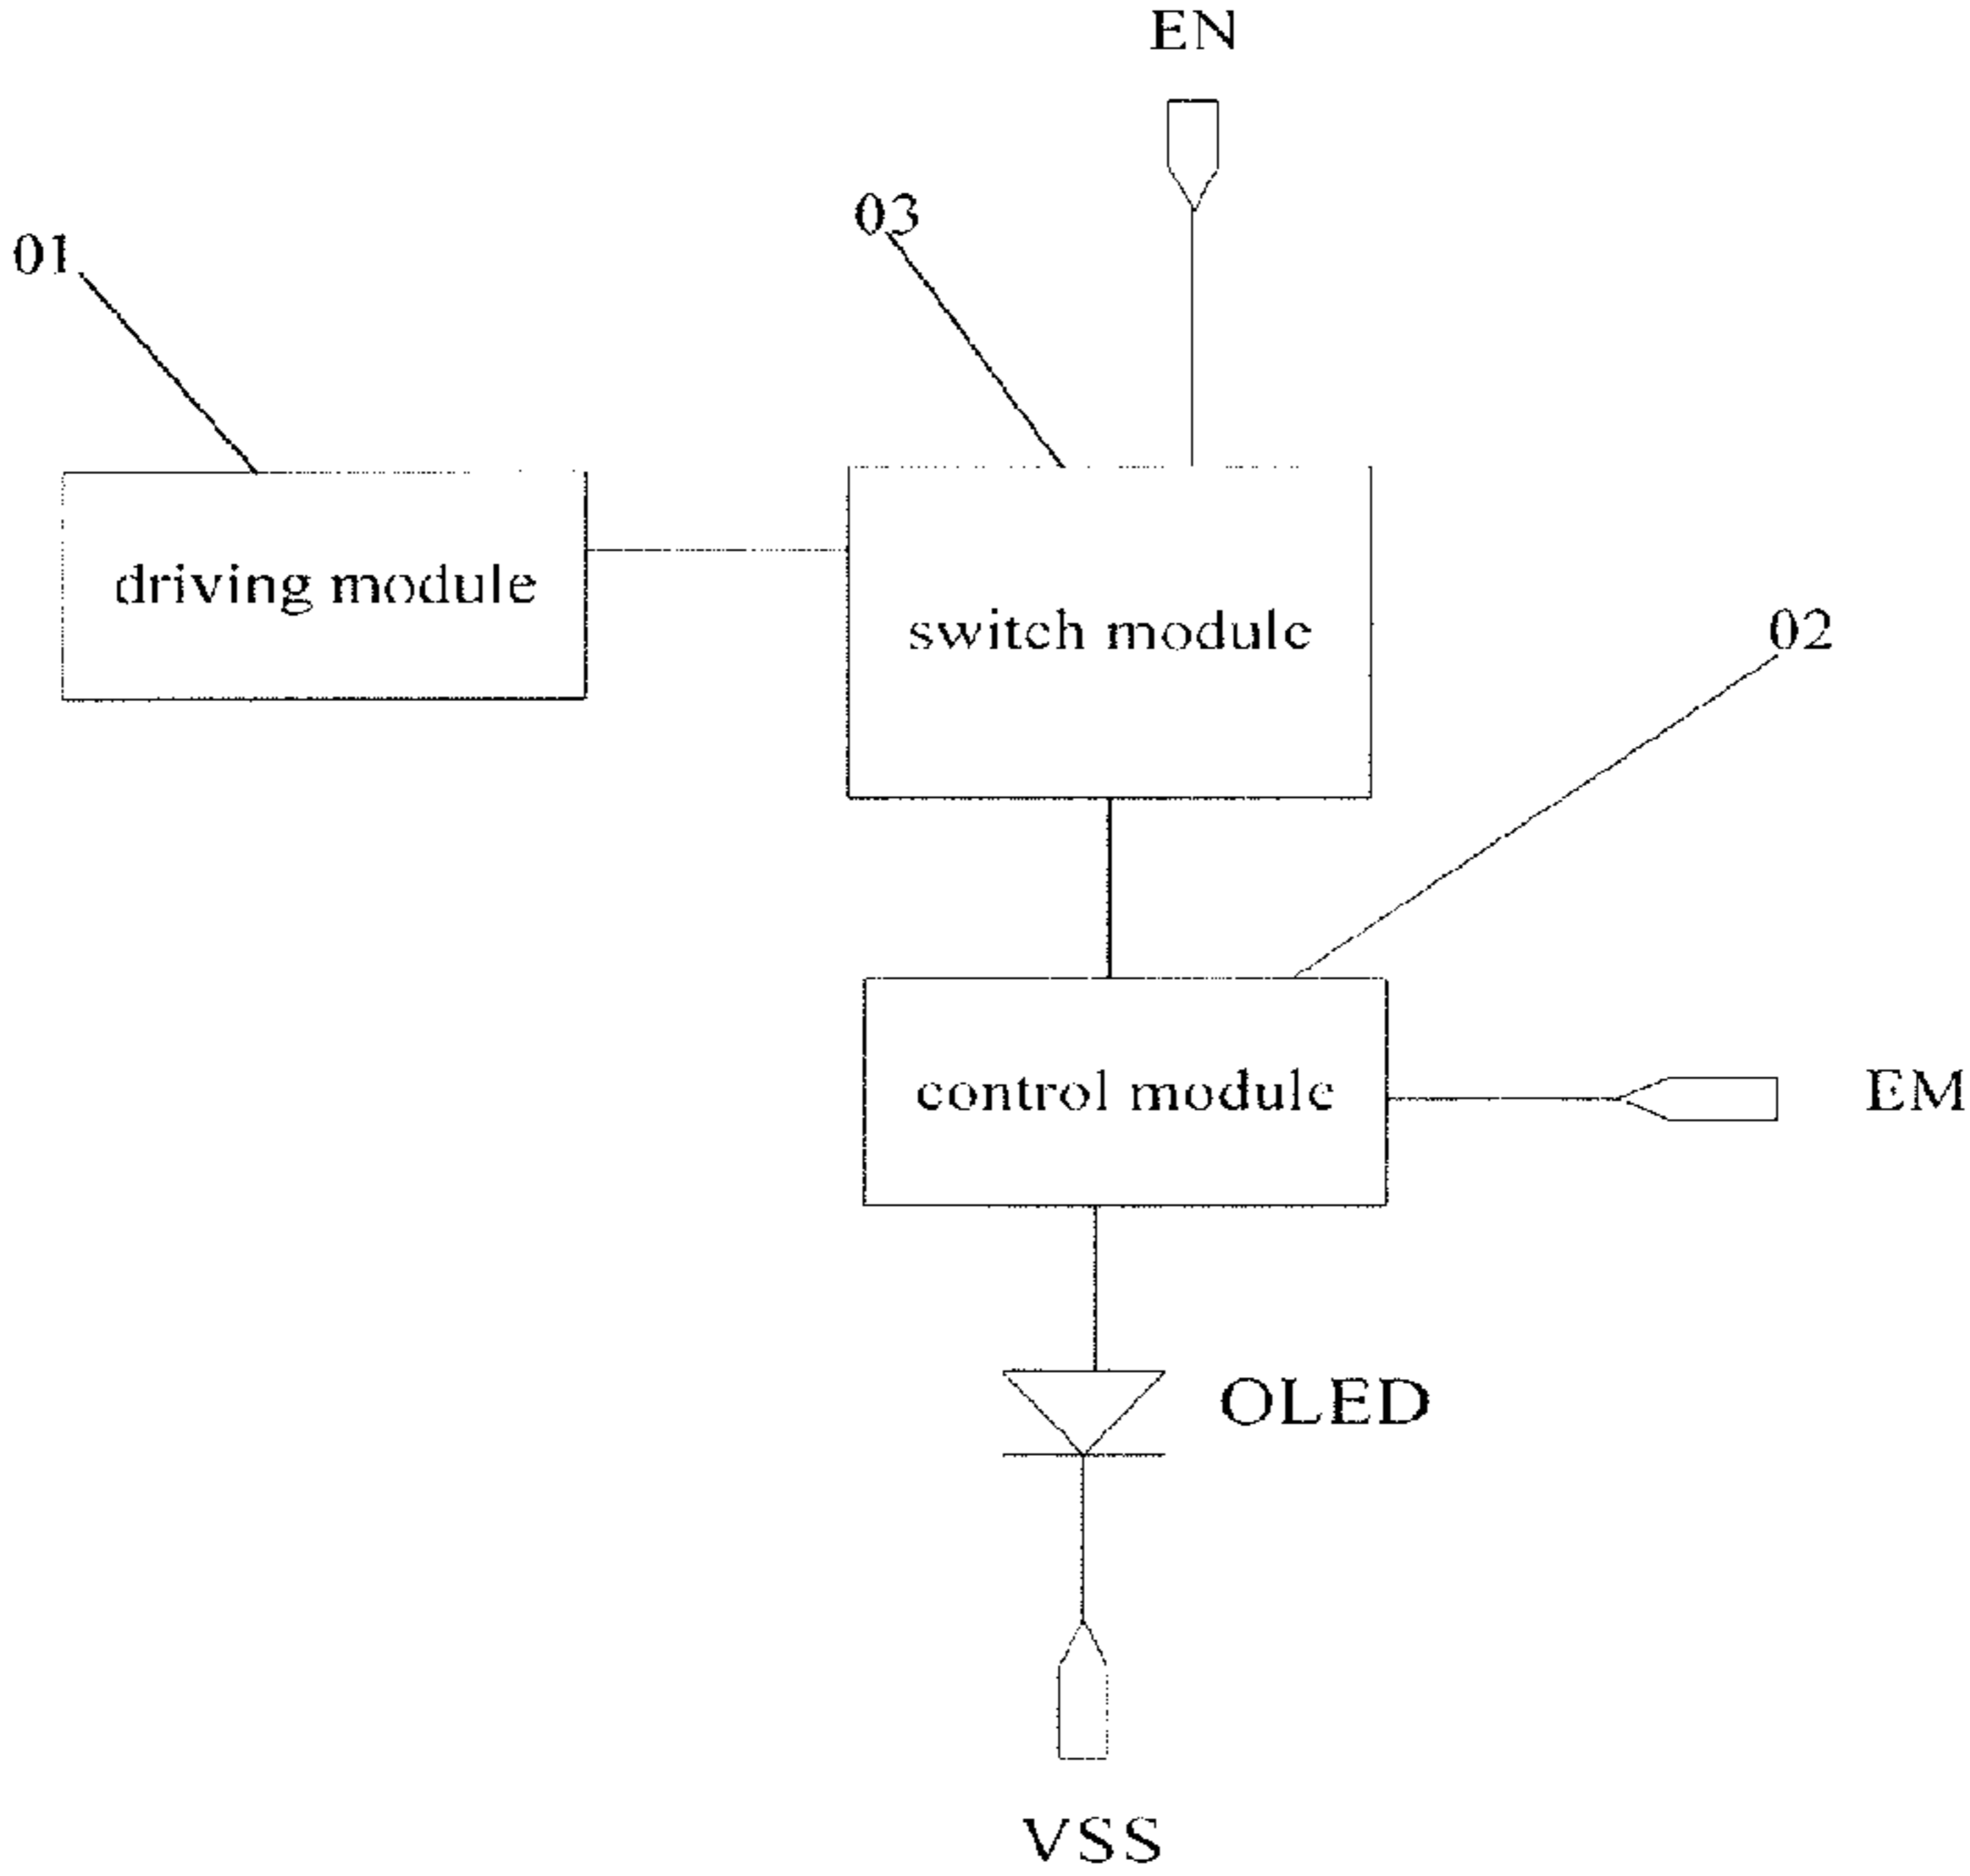 EN
03
01
driving module
switch module
02
control module
EM
OLED
VSS